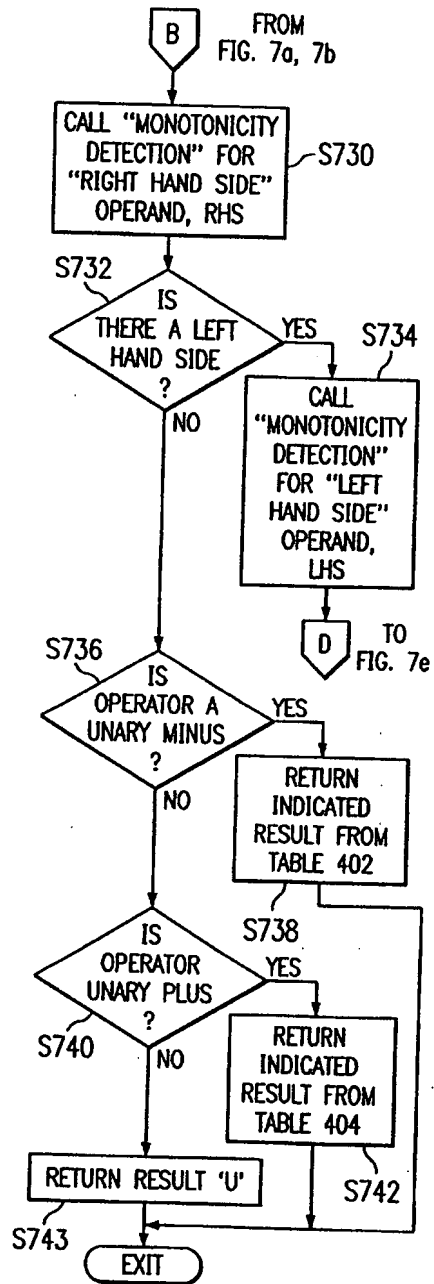 B
FROM
FIG. 7a, 7b
CALL "MONOTONICITY
DETECTION" FOR
"RIGHT HAND SIDE"
OPERAND, RHS
S730
S732
IS
THERE A LEFT
HAND SIDE
?
YES
NO
S734
CALL
"MONOTONICITY
DETECTION"
FOR "LEFT
HAND SIDE"
OPERAND,
LHS
D
TO
FIG. 7e
S736
IS
OPERATOR A
UNARY MINUS
?
YES
NO
RETURN
INDICATED
RESULT FROM
TABLE 402
S738
IS
OPERATOR
UNARY PLUS
?
YES
S740
NO
RETURN
INDICATED
RESULT FROM
TABLE 404
S742
RETURN RESULT 'U'
S743
EXIT